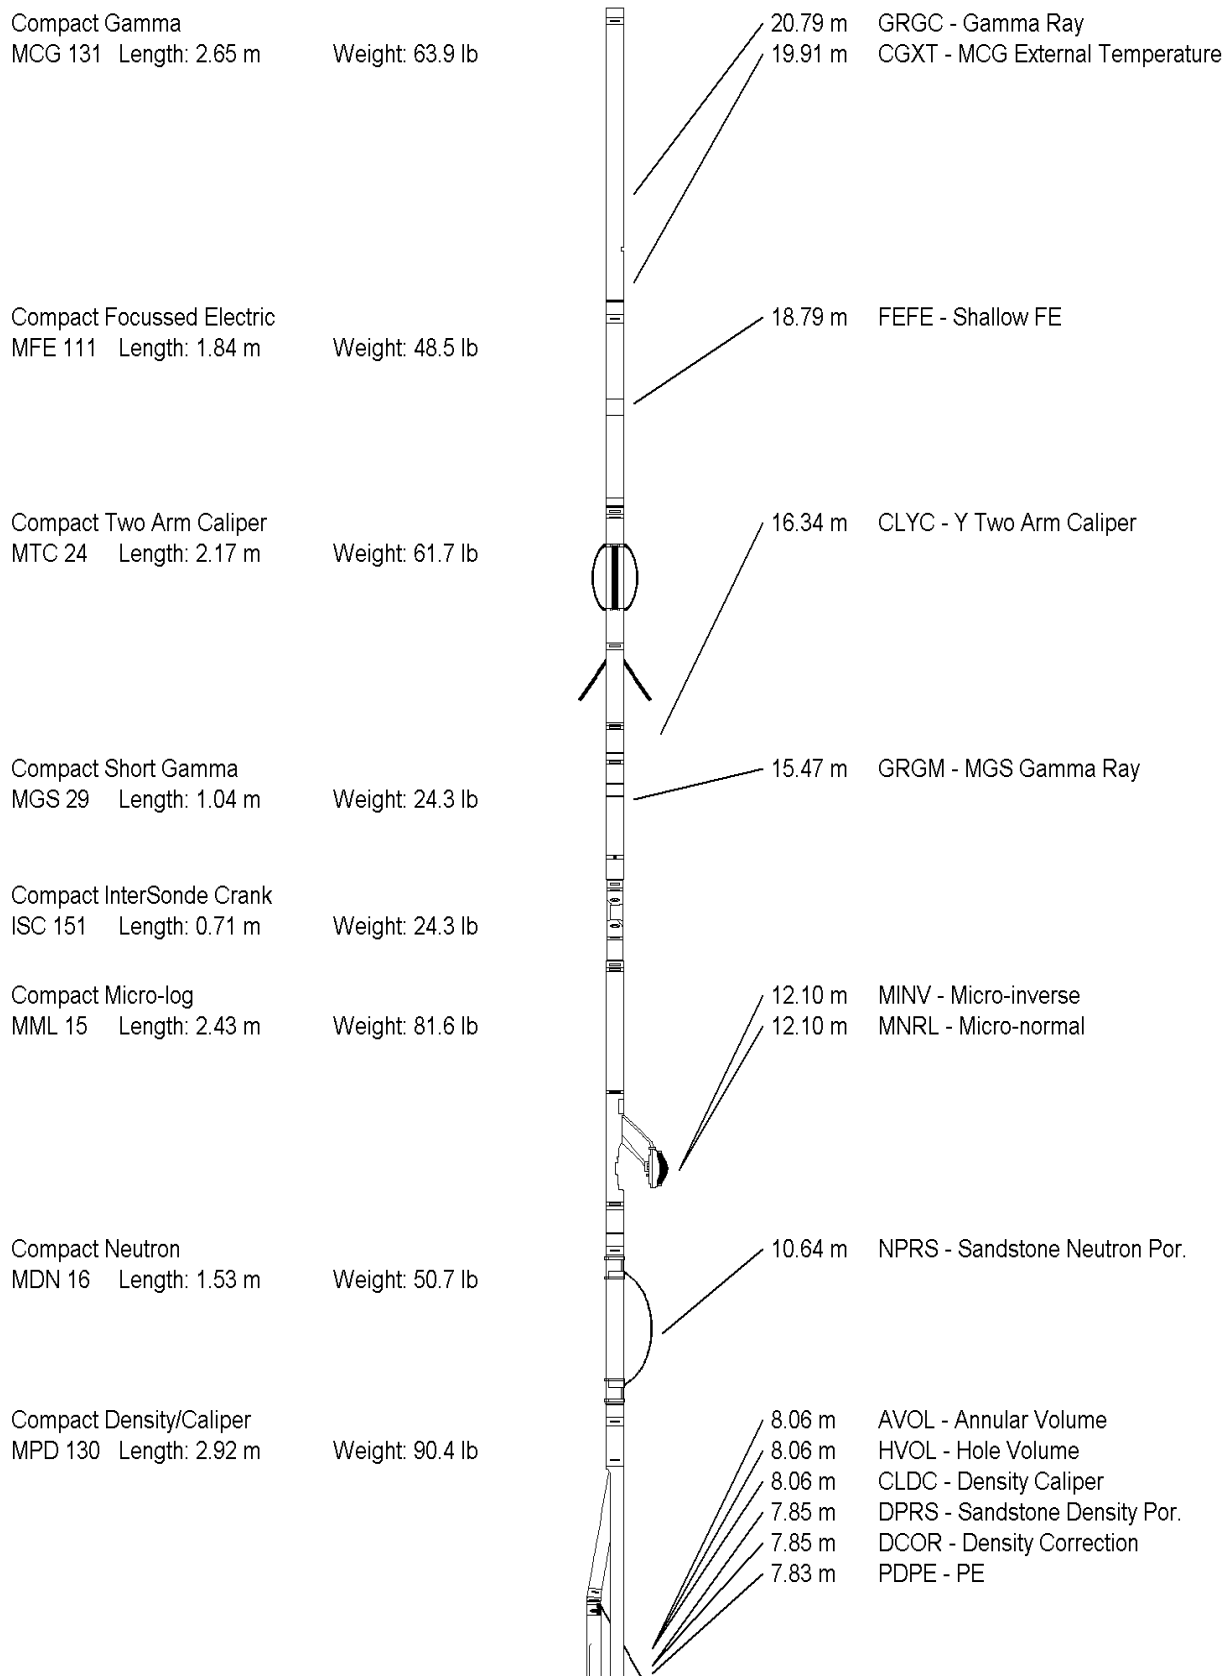 Compact Gamma 20.79 m GRGC - Gamma Ray
MCG 131 Length: 2.65 m Weight: 63.9 lb 19.91 m CGXT - MCG External Temperature
Compact Focussed Electric 18.79 m FEFE - Shallow FE
MFE 111 Length: 1.84 m Weight: 48.5 lb
Compact Two Arm Caliper 16.34 m CLYC - Y Two Arm Caliper
MTC 24 Length: 2.17 m Weight: 61.7 lb
Compact Short Gamma 15.47 m GRGM - MGS Gamma Ray
MGS 29 Length: 1.04 m Weight: 24.3 lb
Compact InterSonde Crank
ISC 151 Length: 0.71 m Weight: 24.3 lb
Compact Micro-log 12.10 m MINV - Micro-inverse
MML 15 Length: 2.43 m Weight: 81.6 lb 12.10 m MNRL - Micro-normal
Compact Neutron 10.64 m NPRS - Sandstone Neutron Por.
MDN 16 Length: 1.53 m Weight: 50.7 lb
Compact Density/Caliper 8.06 m AVOL - Annular Volume
MPD 130 Length: 2.92 m Weight: 90.4 lb 8.06 m HVOL - Hole Volume
8.06 m CLDC - Density Caliper
7.85 m DPRS - Sandstone Density Por.
7.85 m DCOR - Density Correction
7.83 m PDPE - PE